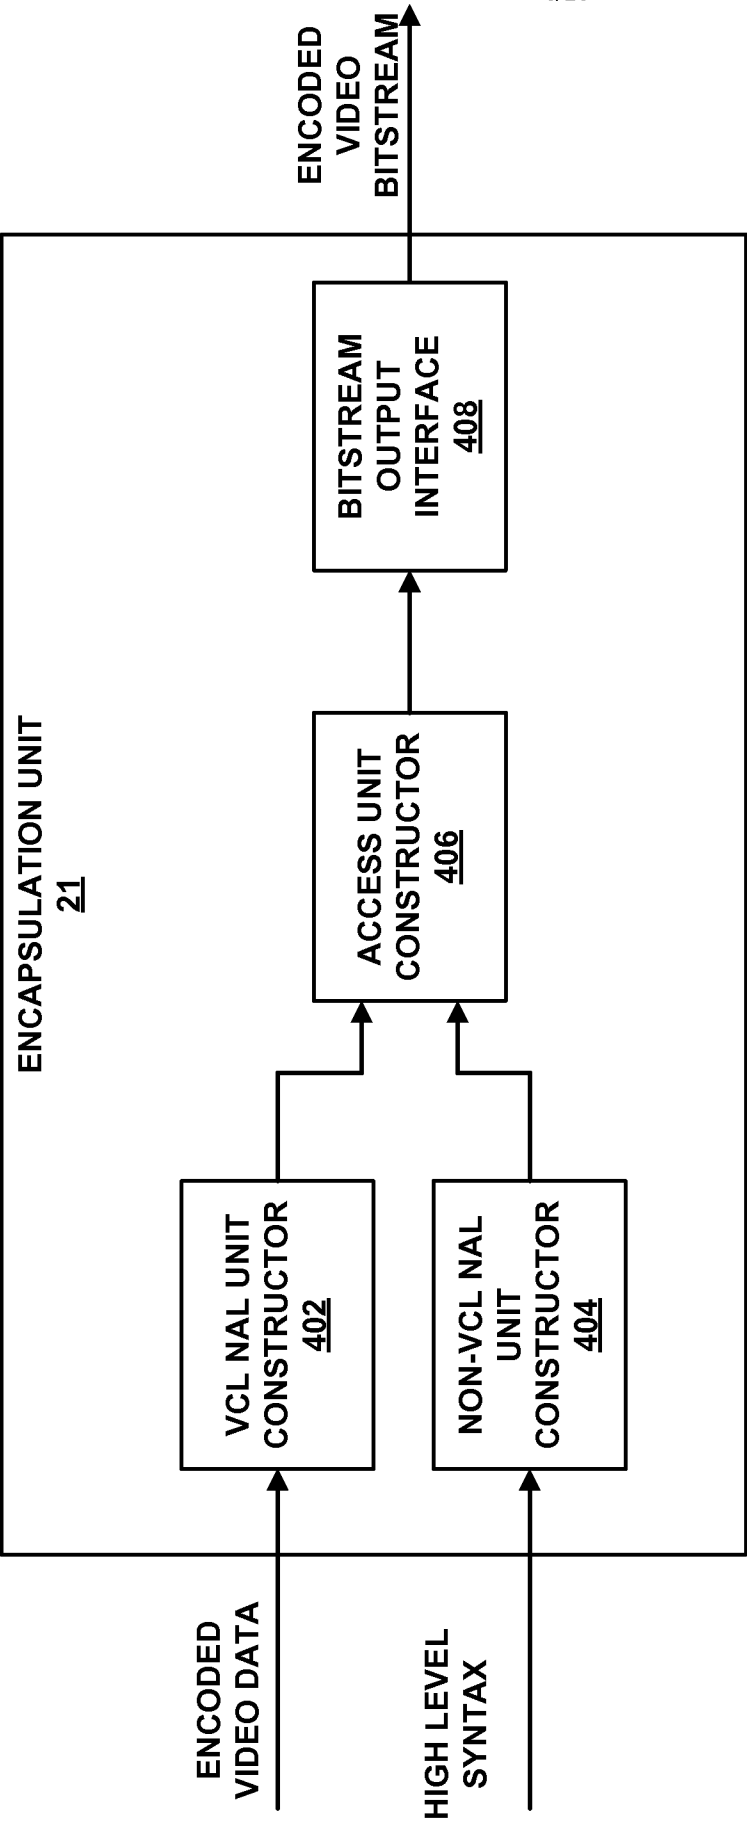 ENCAPSULATION UNIT
21
ENCODED
VIDEO DATA
HIGH LEVEL
SYNTAX
VCL NAL UNIT
CONSTRUCTOR
402
NON-VCL NAL
UNIT
CONSTRUCTOR
404
ACCESS UNIT
CONSTRUCTOR
406
BITSTREAM
OUTPUT
INTERFACE
408
ENCODED
VIDEO
BITSTREAM